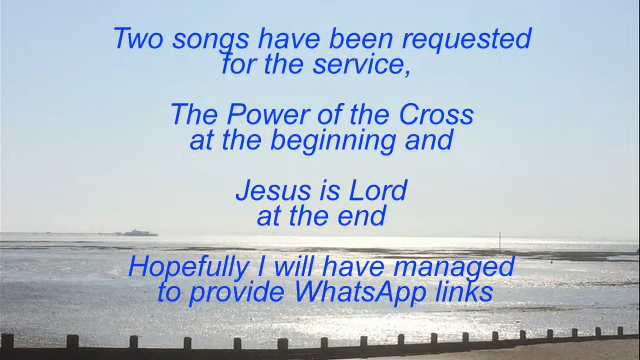 Two songs have been requested
for the service,
The Power of the Cross
at the beginning and
Jesus is Lord
at the end
Hopefully I will have managed
to provide WhatsApp links